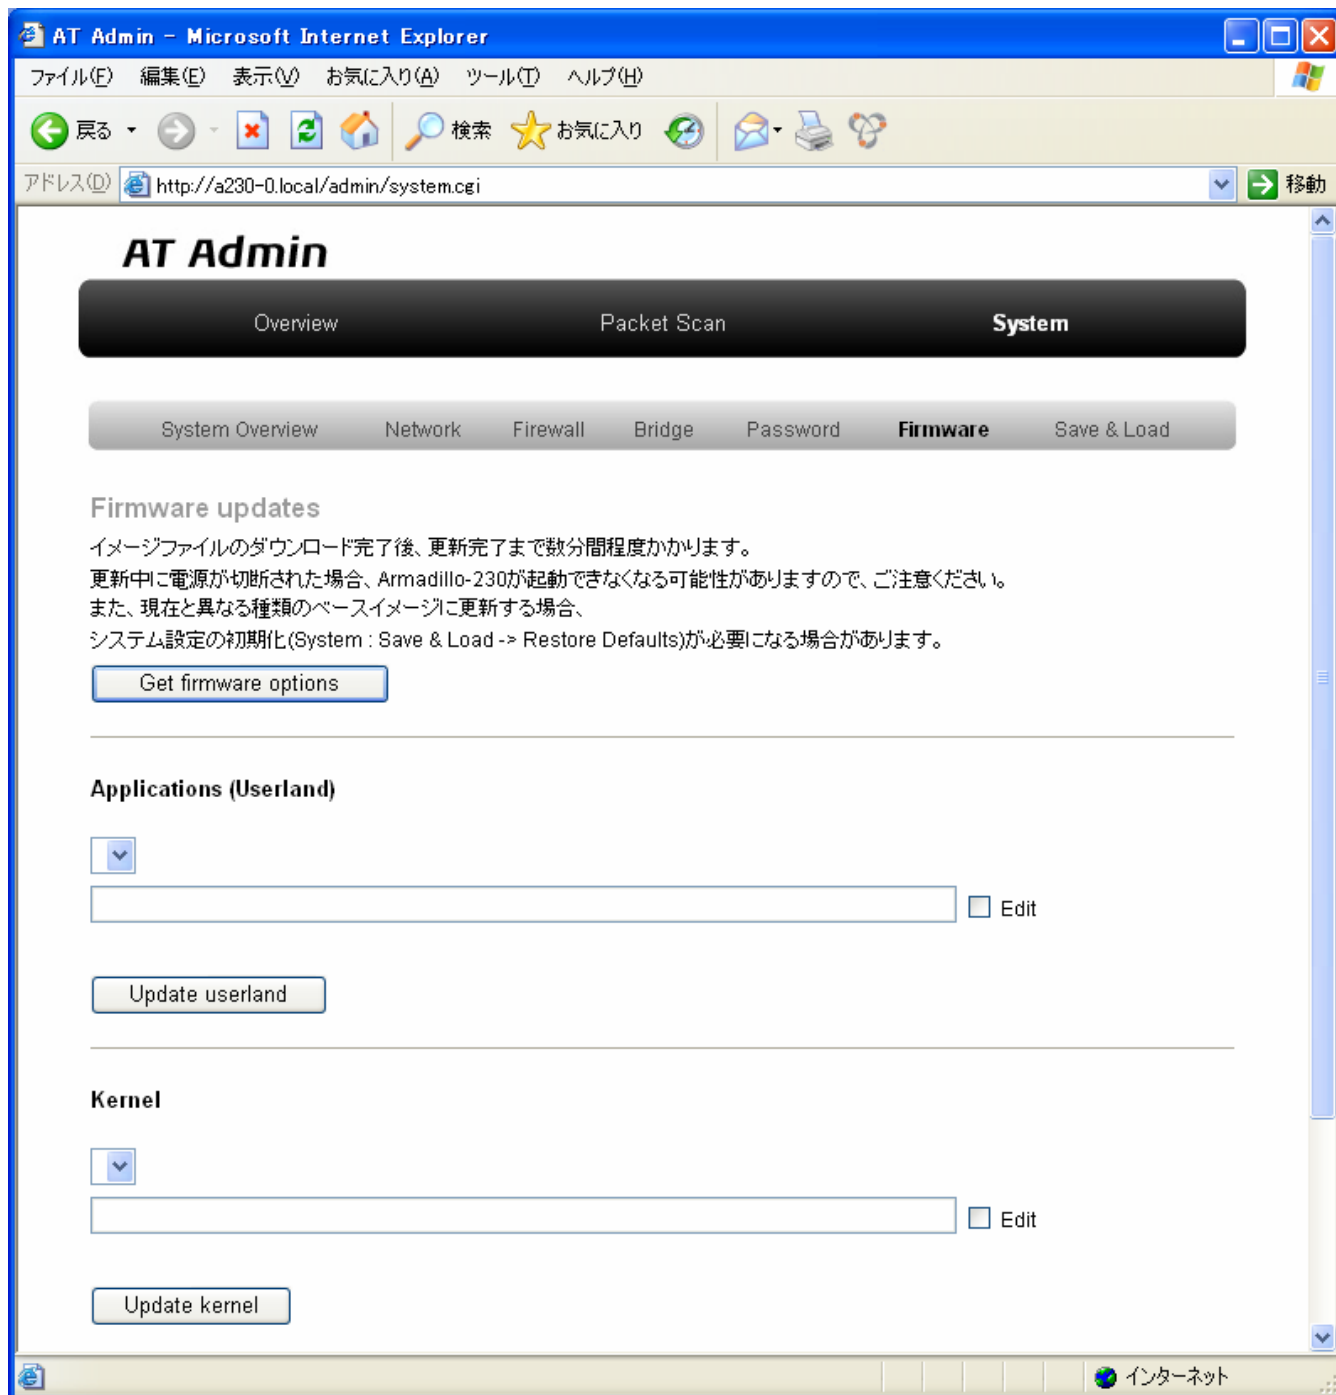 AT Admin - Microsoft Internet Explorer
ファイル(F) 編集(E) 表示(V) お気に入り(A) ツール(T) ヘルプ(H)
戻る 検索 お気に入り
アドレス(D) http://a230-0.local/admin/system.cgi 移動
AT Admin
Overview Packet Scan System
System Overview Network Firewall Bridge Password Firmware Save & Load
Firmware updates
イメージファイルのダウンロード完了後、更新完了まで数分間程度かかります。
更新中に電源が切断された場合、Armadillo-230が起動できなくなる可能性がありますので、ご注意ください。
また、現在と異なる種類のベースイメージに更新する場合、
システム設定の初期化(System : Save & Load -> Restore Defaults)が必要になる場合があります。
Get firmware options
Applications (Userland)
Edit
Update userland
Kernel
Edit
Update kernel
インターネット